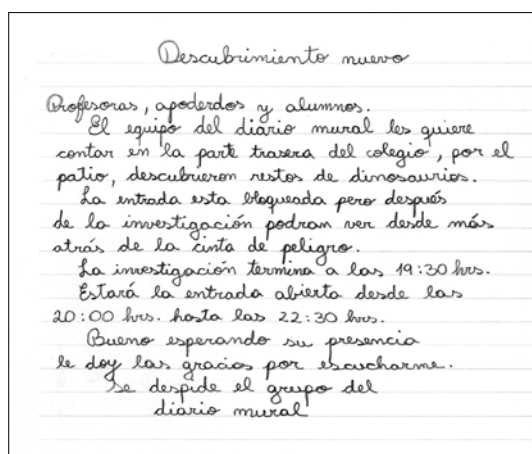 Descubrimiento nuevo
Profesoras, apoderdos y alumnos.
El equipo del diario mural les quiere
contar en la parte trasera del colegio, por el
patio, descubrieron restos de dinosaurios.
La entrada esta bloqueada pero después
de la investigación podran ver desde más
atrás de la cinta de peligro.
La investigación termina a las 19:30 hrs.
Estará la entrada abierta desde las
20:00 hrs. hasta las 22:30 hrs.
Bueno esperando su presencia
le doy las gracias por escucharme.
Se despide el grupo del
diario mural